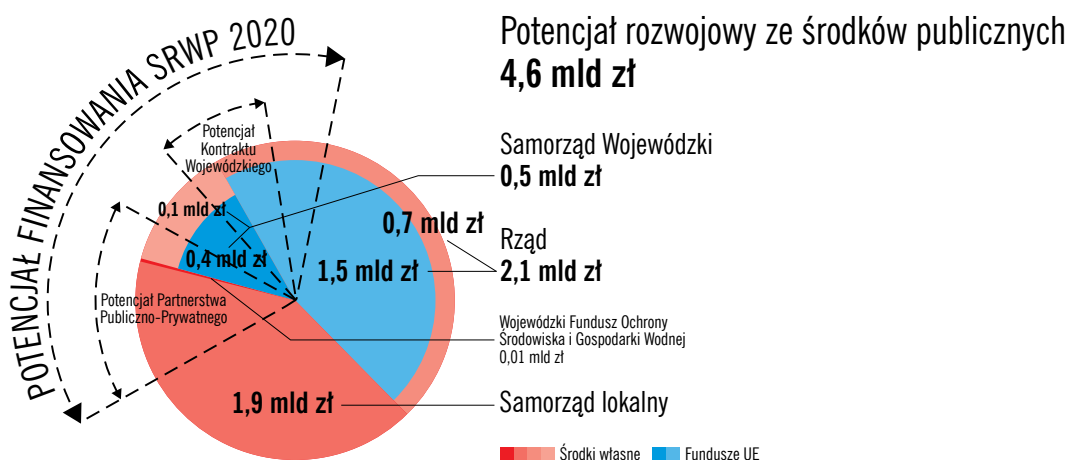 POTENCJAŁ FINANSOWANIA SRWP 2020
Potencjał rozwojowy ze środków publicznych
4,6 mld zł
Potencjał
Kontraktu
Wojewódzkiego
Samorząd Wojewódzki
0,5 mld zł
0,1 mld zł
0,4 mld zł
0,7 mld zł
1,5 mld zł
Rząd
2,1 mld zł
Potencjał Partnerstwa
Publiczno-Prywatnego
Wojewódzki Fundusz Ochrony
Środowiska i Gospodarki Wodnej
0,01 mld zł
1,9 mld zł
Samorząd lokalny
Środki własne
Fundusze UE